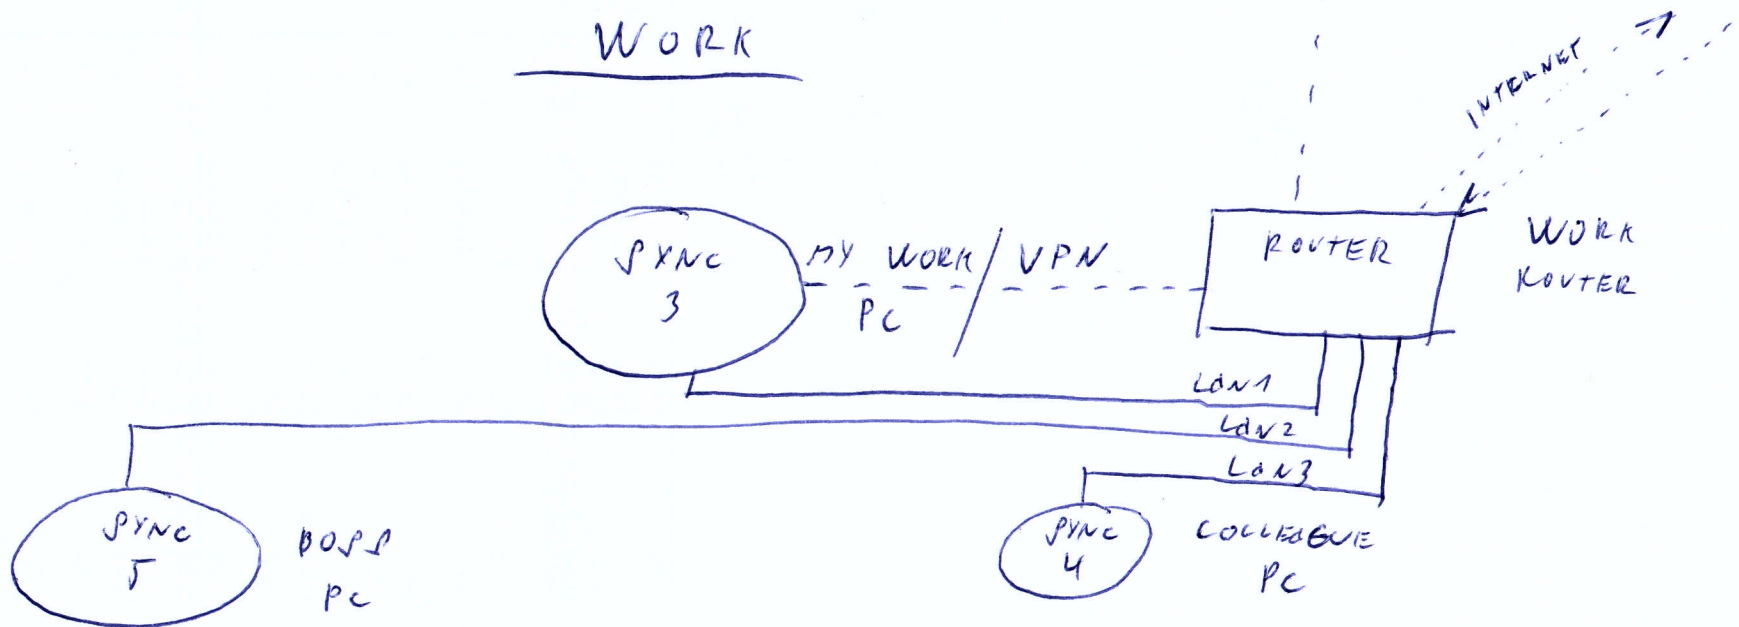 WORK
INTERNET
SYNC
3
MY WORK / VPN
PC
ROUTER
WORK
ROUTER
LAN1
LAN2
LAN3
SYNC
5
BOSS
PC
SYNC
4
COLLEAGUE
PC